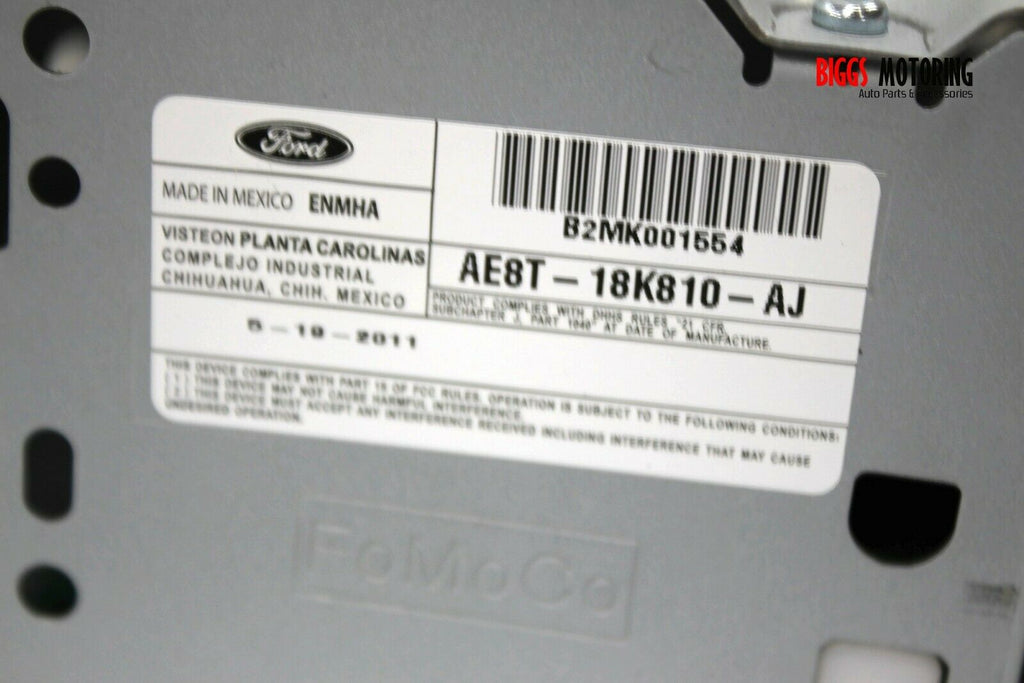 BIGGS MOTORING
Auto Parts & Accessories
Ford
MADE IN MEXICO ENMHA
VISTEON PLANTA CAROLINAS
COMPLEJO INDUSTRIAL
CHIHUAHUA, CHIH. MEXICO
B2MK001554
AE8T-18K810-AJ
PRODUCT COMPLIES WITH DHHS RULES "21 CFR,
SUBCHAPTER J, PART 1040" AT DATE OF MANUFACTURE.
5-19-2011
THIS DEVICE COMPLIES WITH PART 15 OF FCC RULES. OPERATION IS SUBJECT TO THE FOLLOWING CONDITIONS:
(1) THIS DEVICE MAY NOT CAUSE HARMFUL INTERFERENCE.
(2) THIS DEVICE MUST ACCEPT ANY INTERFERENCE RECEIVED INCLUDING INTERFERENCE THAT MAY CAUSE
UNDESIRED OPERATION.
FoMoCo